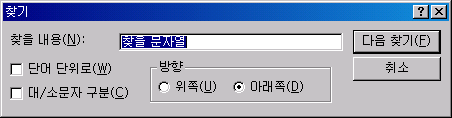 찾기
찾을 내용(N):
찾을 문자열
다음 찾기(F)
취소
단어 단위로(W)
대/소문자 구분(C)
방향
위쪽(U)
아래쪽(D)